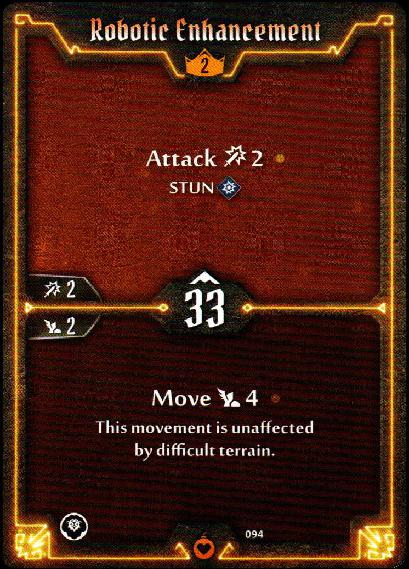 Robotic Enhancement
2
Attack 2
STUN
2
33
2
Move 4
This movement is unaffected
by difficult terrain.
094